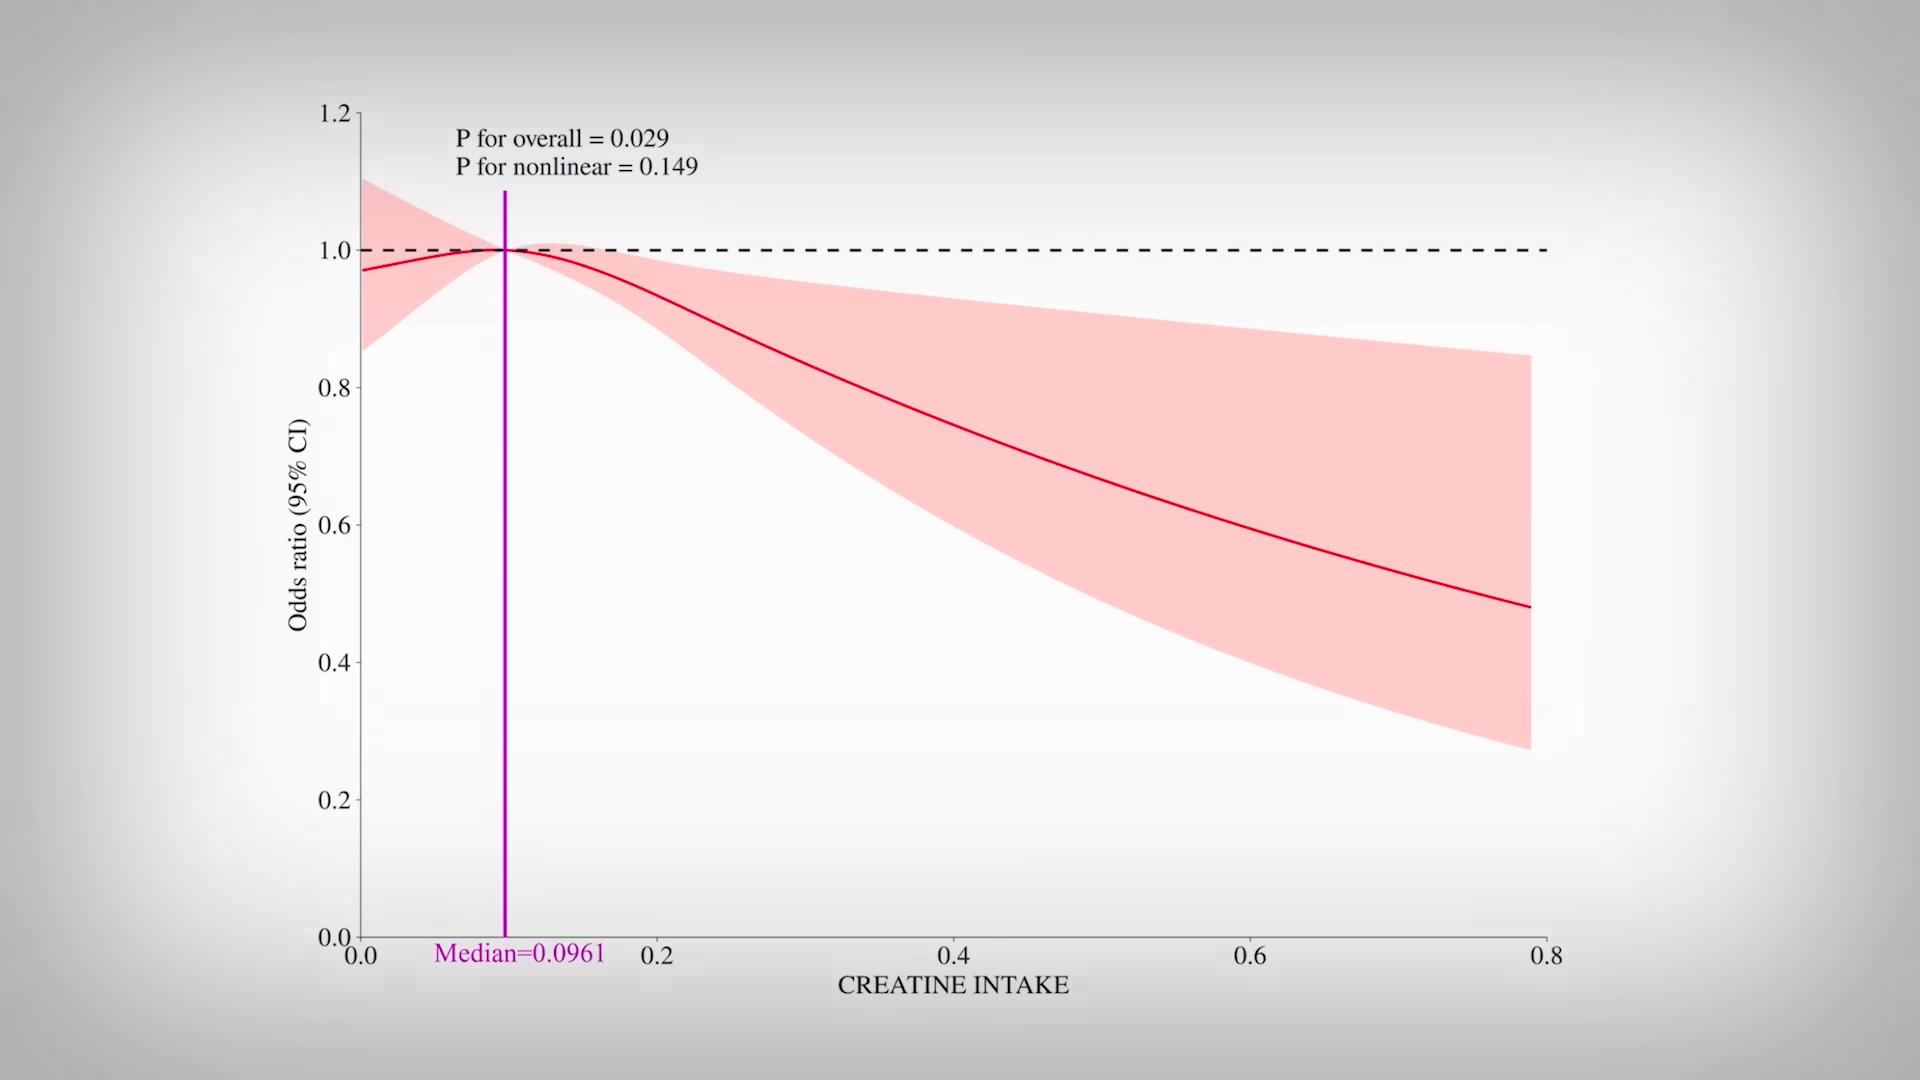 1.2
P for overall = 0.029
P for nonlinear = 0.149
1.0
0.8
Odds ratio (95% CI)
0.6
0.4
0.2
0.0
0.0 Median=0.0961 0.2 0.4 0.6 0.8
CREATINE INTAKE